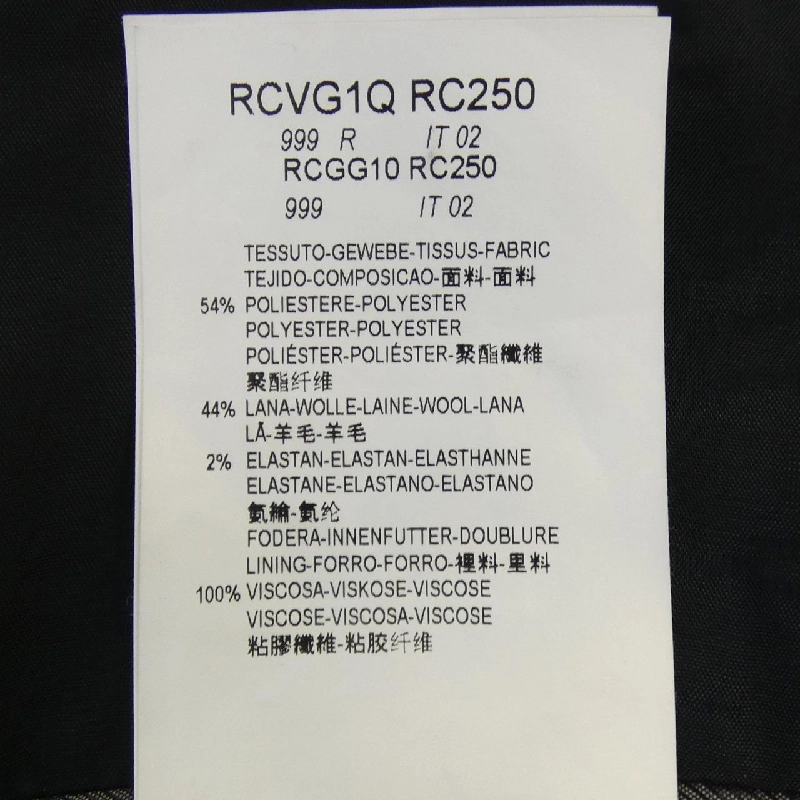 RCVG1Q RC250
999 R IT 02
RCGG10 RC250
999 IT 02
TESSUTO-GEWEBE-TISSUS-FABRIC
TEJIDO-COMPOSICAO-面料-面料
54% POLIESTERE-POLYESTER
POLYESTER-POLYESTER
POLIÉSTER-POLIÉSTER-聚酯纖維
聚酯纤维
44% LANA-WOLLE-LAINE-WOOL-LANA
LÃ-羊毛-羊毛
2% ELASTAN-ELASTAN-ELASTHANNE
ELASTANE-ELASTANO-ELASTANO
氨綸-氨纶
FODERA-INNENFUTTER-DOUBLURE
LINING-FORRO-FORRO-裡料-里料
100% VISCOSA-VISKOSE-VISCOSE
VISCOSE-VISCOSA-VISCOSE
粘膠纖維-粘胶纤维